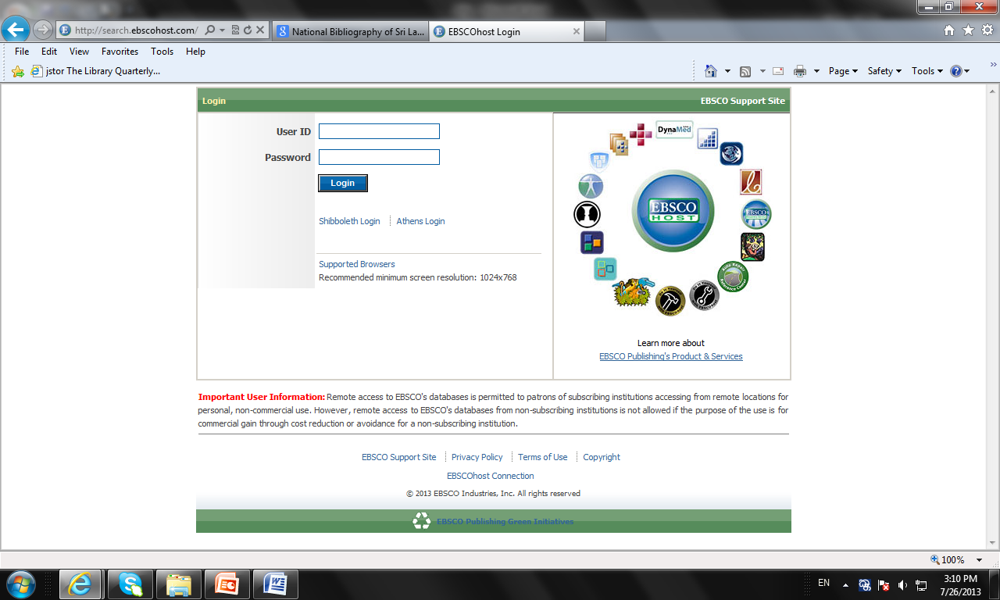 http://search.ebscohost.com/
National Bibliography of Sri La...
EBSCOhost Login
File Edit View Favorites Tools Help
jstor The Library Quarterly...
Page Safety Tools
Login
EBSCO Support Site
User ID
Password
Login
Shibboleth Login
Athens Login
Supported Browsers
Recommended minimum screen resolution: 1024x768
DynaMed
EBSCO
HOST
EBSCO
Auto Repair
Reference Center
Learn more about
EBSCO Publishing's Product & Services
Important User Information: Remote access to EBSCO's databases is permitted to patrons of subscribing institutions accessing from remote locations for
personal, non-commercial use. However, remote access to EBSCO's databases from non-subscribing institutions is not allowed if the purpose of the use is for
commercial gain through cost reduction or avoidance for a non-subscribing institution.
EBSCO Support Site Privacy Policy Terms of Use Copyright
EBSCOhost Connection
© 2013 EBSCO Industries, Inc. All rights reserved
EBSCO Publishing Green Initiatives
100%
EN
3:10 PM
7/26/2013